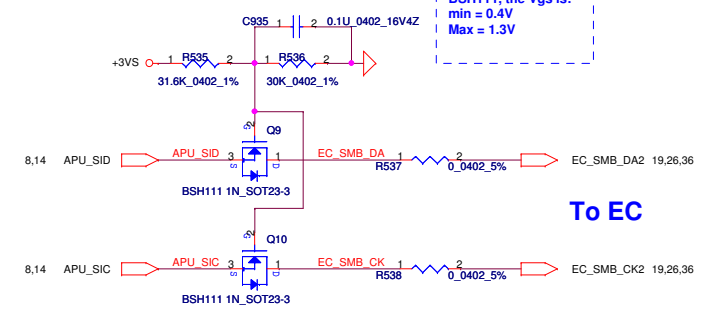 BSH111, the Vgs is:
min = 0.4V
Max = 1.3V
C935 1 2 0.1U_0402_16V4Z
+3VS 1 R535 2 1 R536 2
31.6K_0402_1% 30K_0402_1%
2 G Q9
8,14 APU_SID APU_SID 3 S 1 D EC_SMB_DA 1 2 EC_SMB_DA2 19,26,36
R537 0_0402_5%
BSH111 1N_SOT23-3
To EC
2 G Q10
8,14 APU_SIC APU_SIC 3 S 1 D EC_SMB_CK 1 2 EC_SMB_CK2 19,26,36
R538 0_0402_5%
BSH111 1N_SOT23-3